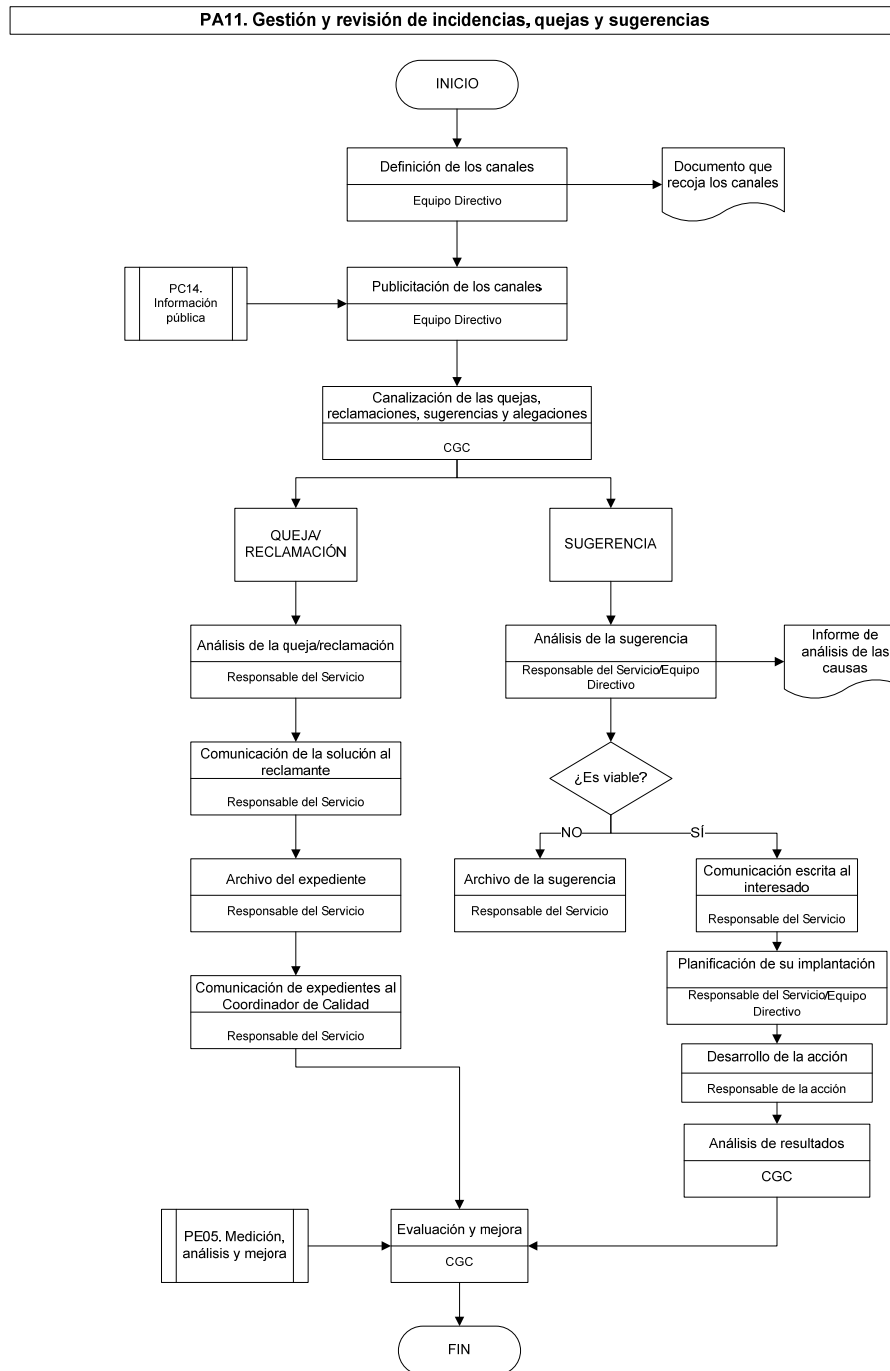 PA11. Gestión y revisión de incidencias, quejas y sugerencias
INICIO
Definición de los canales
Equipo Directivo
Documento que
recoja los canales
PC14.
Información
pública
Publicitación de los canales
Equipo Directivo
Canalización de las quejas,
reclamaciones, sugerencias y alegaciones
CGC
QUEJA/
RECLAMACIÓN
SUGERENCIA
Análisis de la queja/reclamación
Responsable del Servicio
Análisis de la sugerencia
Responsable del Servicio/Equipo
Directivo
Informe de
análisis de las
causas
Comunicación de la solución al
reclamante
Responsable del Servicio
¿Es viable?
NO
SÍ
Archivo del expediente
Responsable del Servicio
Archivo de la sugerencia
Responsable del Servicio
Comunicación escrita al
interesado
Responsable del Servicio
Comunicación de expedientes al
Coordinador de Calidad
Responsable del Servicio
Planificación de su implantación
Responsable del Servicio/Equipo
Directivo
Desarrollo de la acción
Responsable de la acción
Análisis de resultados
CGC
PE05. Medición,
análisis y mejora
Evaluación y mejora
CGC
FIN